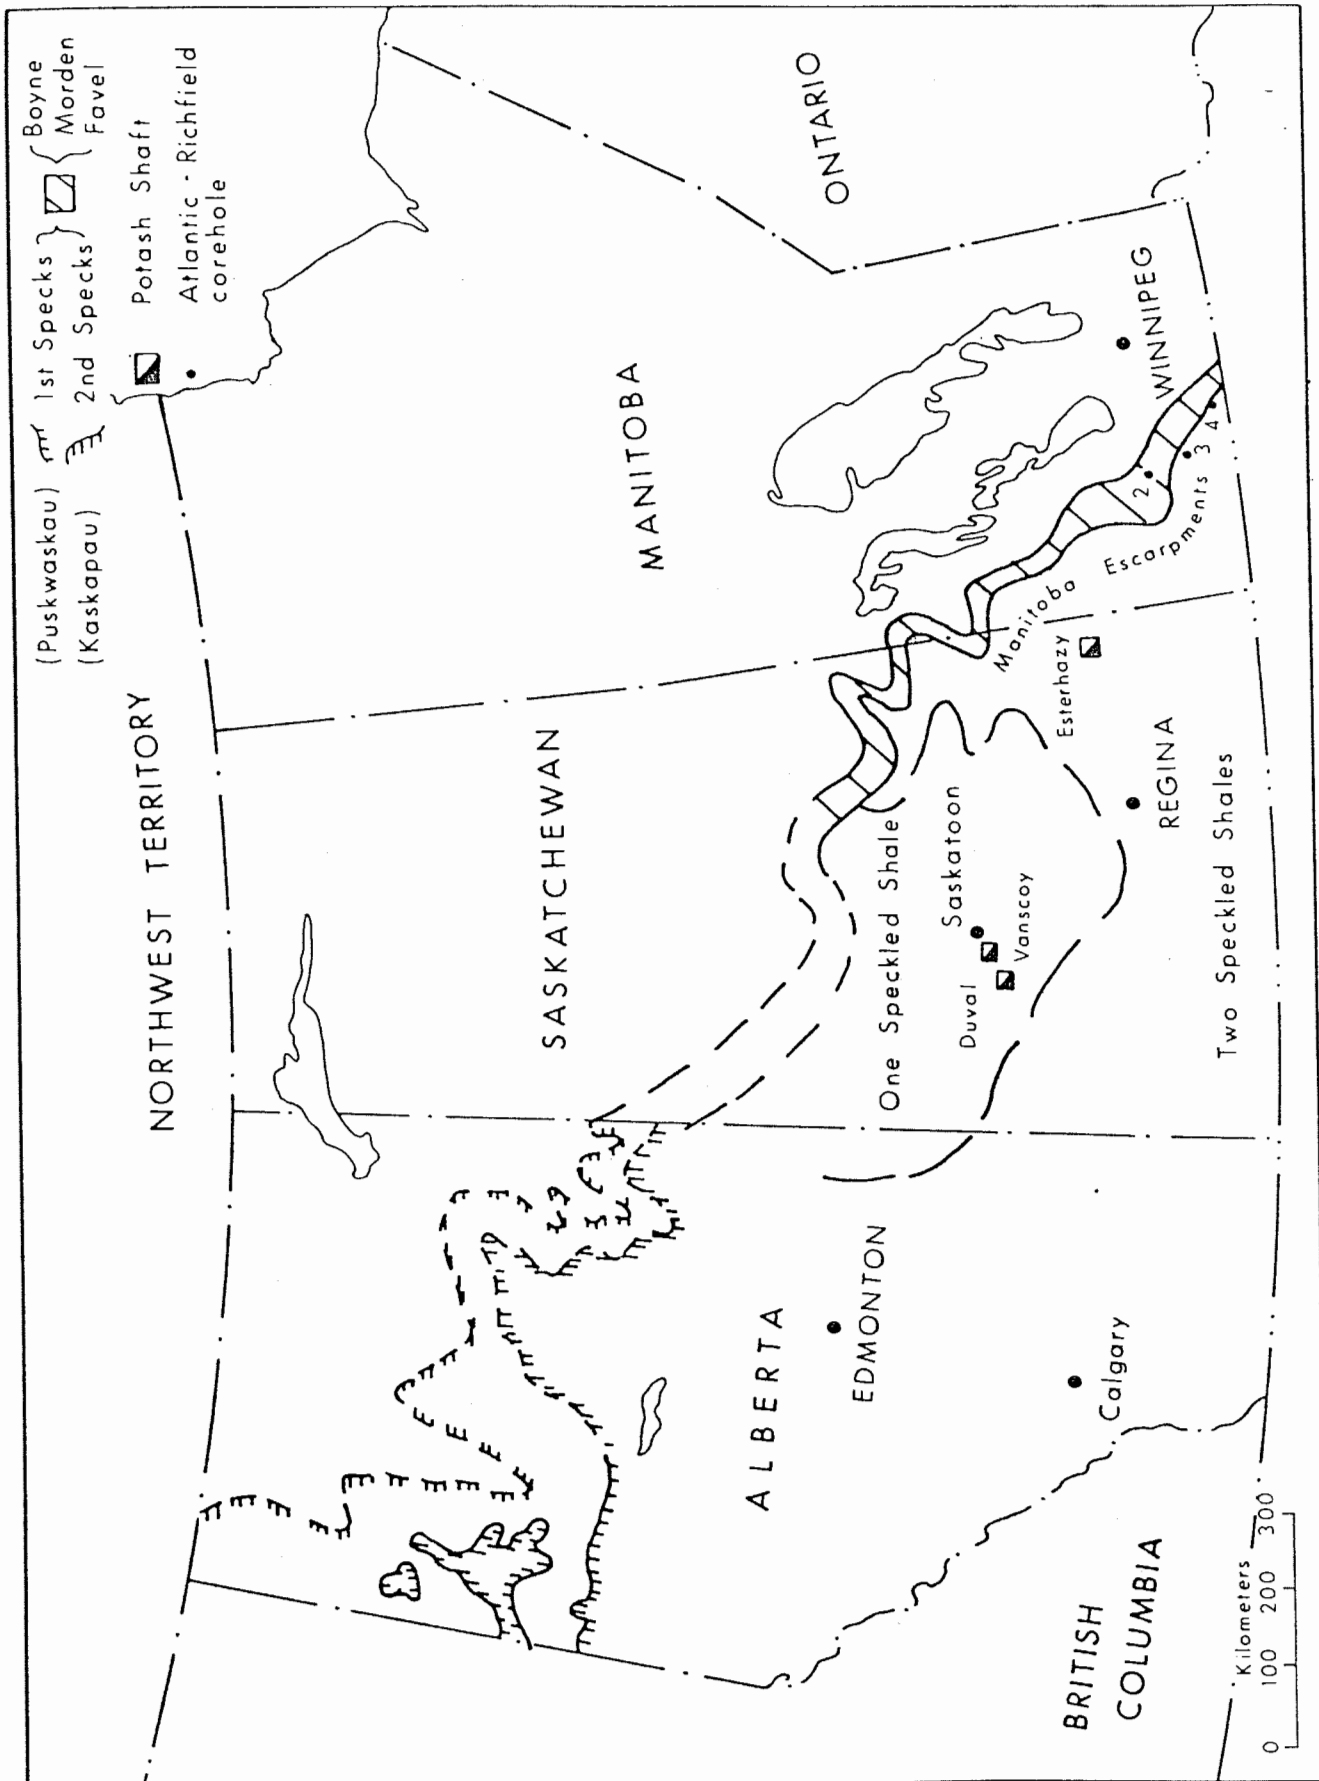 (Puskwaskau) 1st Specks } { Boyne
(Kaskapau) 2nd Specks Morden
Favel
Potash Shaft
Atlantic - Richfield
corehole
NORTHWEST TERRITORY
SASKATCHEWAN
MANITOBA
ONTARIO
ALBERTA
EDMONTON
Calgary
BRITISH
COLUMBIA
One Speckled Shale
Saskatoon
Duval
Vanscoy
REGINA
Two Speckled Shales
Esterhazy
Manitoba Escarpments
WINNIPEG
2
3
4
Kilometers
0 100 200 300